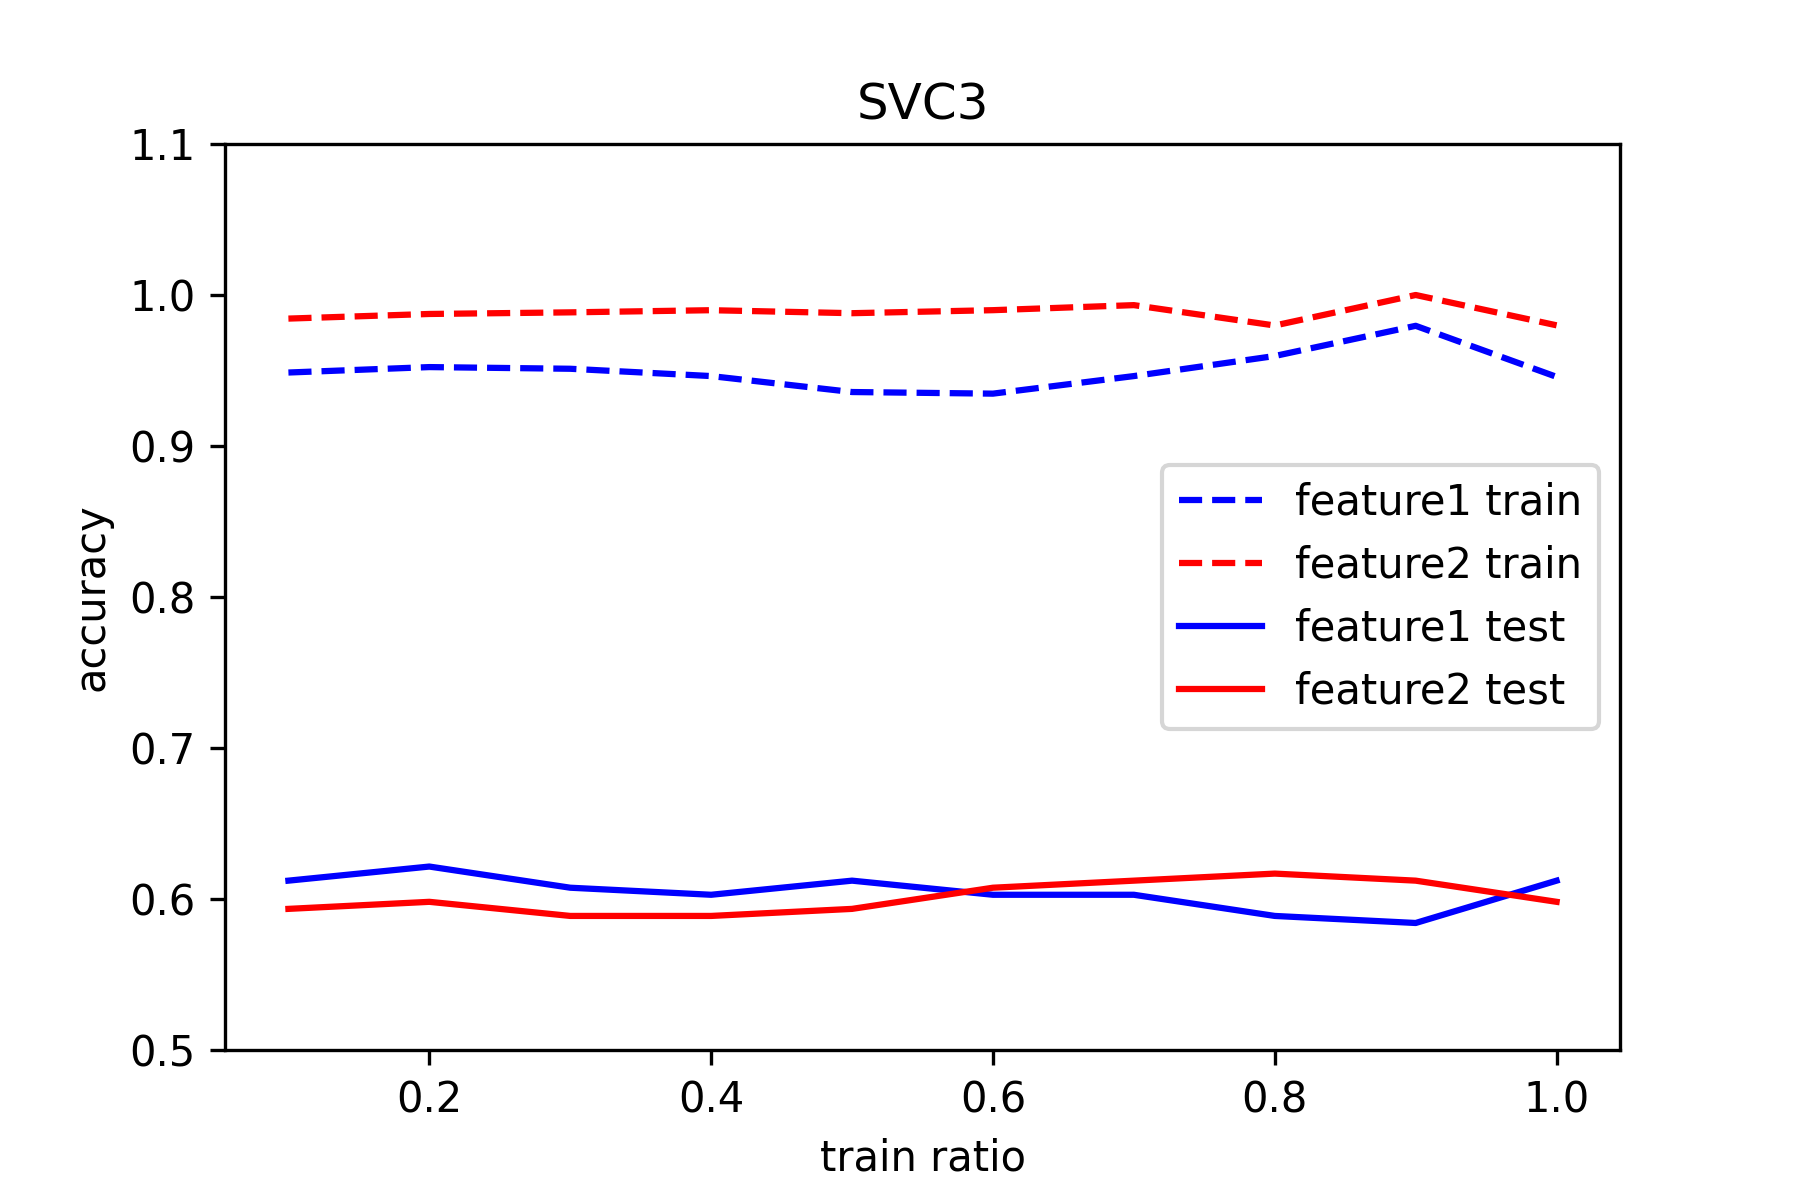 SVC3
1.1
1.0
0.9
0.8
0.7
0.6
0.5
accuracy
feature1 train
feature2 train
feature1 test
feature2 test
0.2 0.4 0.6 0.8 1.0
train ratio